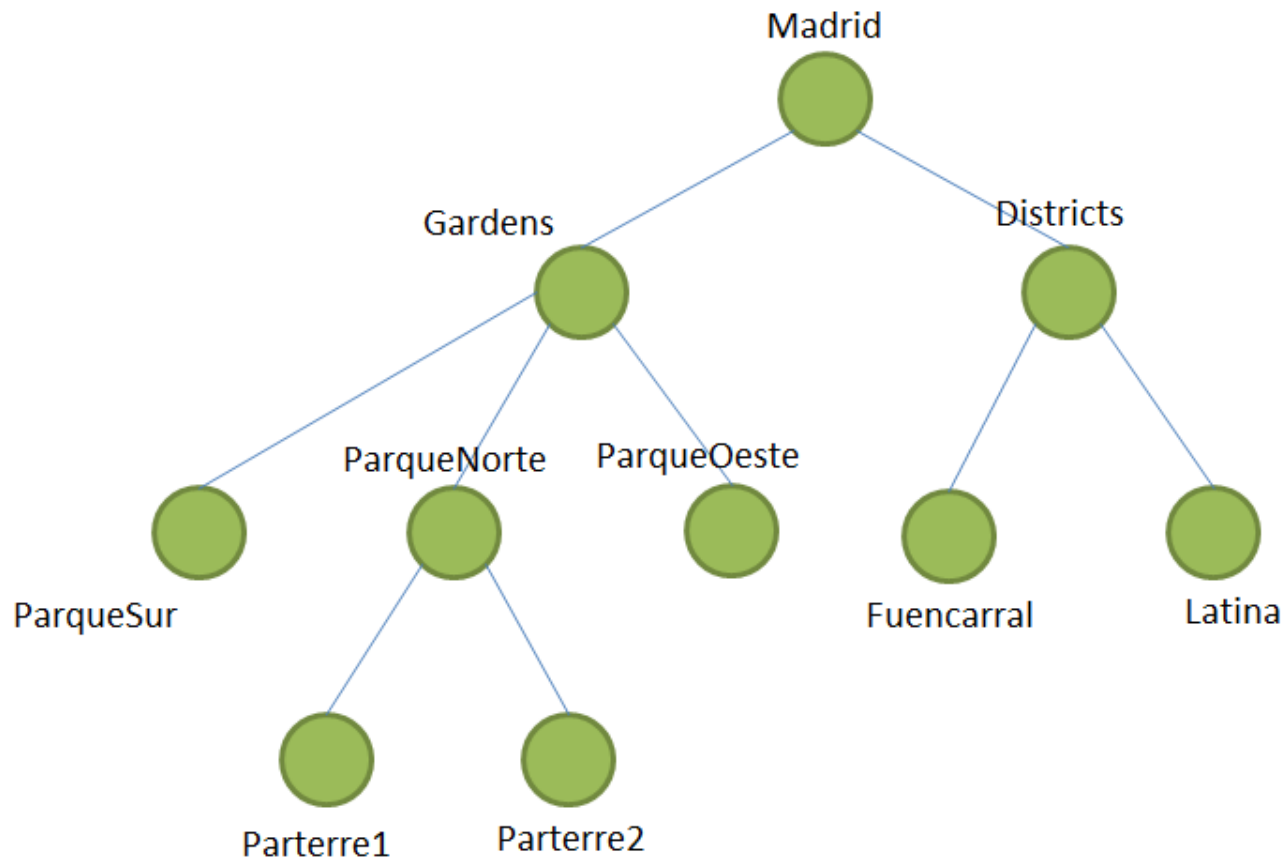 Madrid
Gardens
Districts
ParqueNorte
ParqueOeste
ParqueSur
Fuencarral
Latina
Parterre1
Parterre2